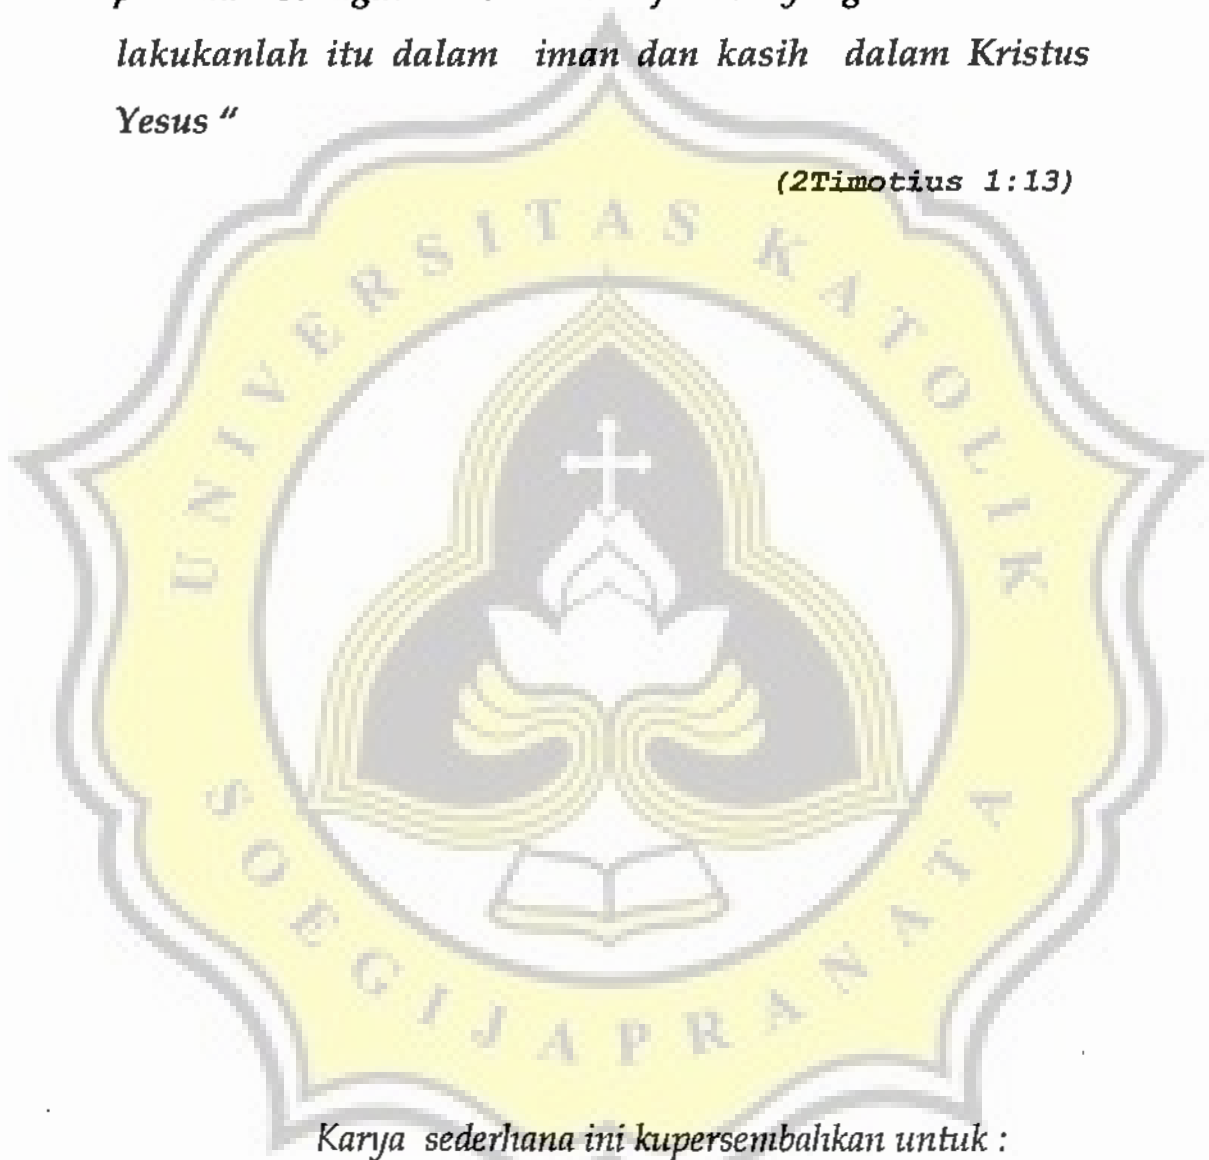 lakukanlah itu dalam iman dan kasih dalam Kristus
Yesus "
(2Timotius 1:13)
UNIVERSITAS KATOLIK
SOEGIJAPRANATA
Karya sederhana ini kupersembahkan untuk :